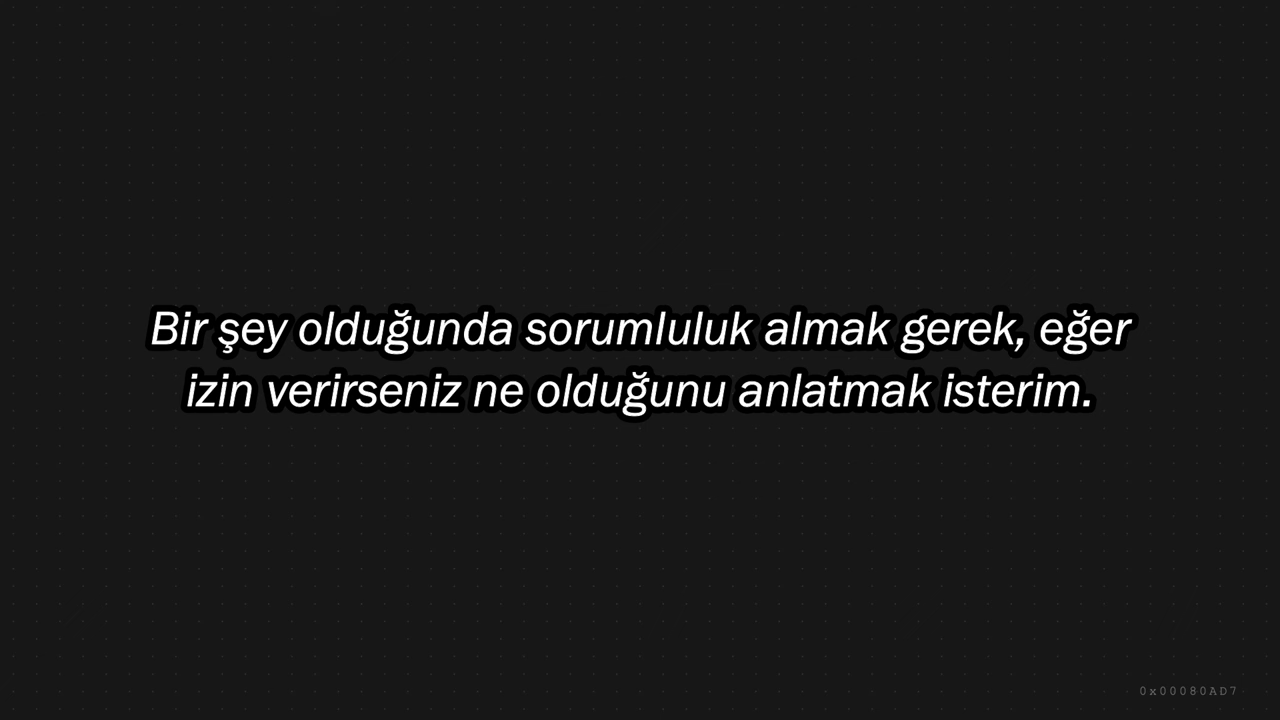 Bir şey olduğunda sorumluluk almak gerek, eğer
izin verirseniz ne olduğunu anlatmak isterim.
0x00080AD7